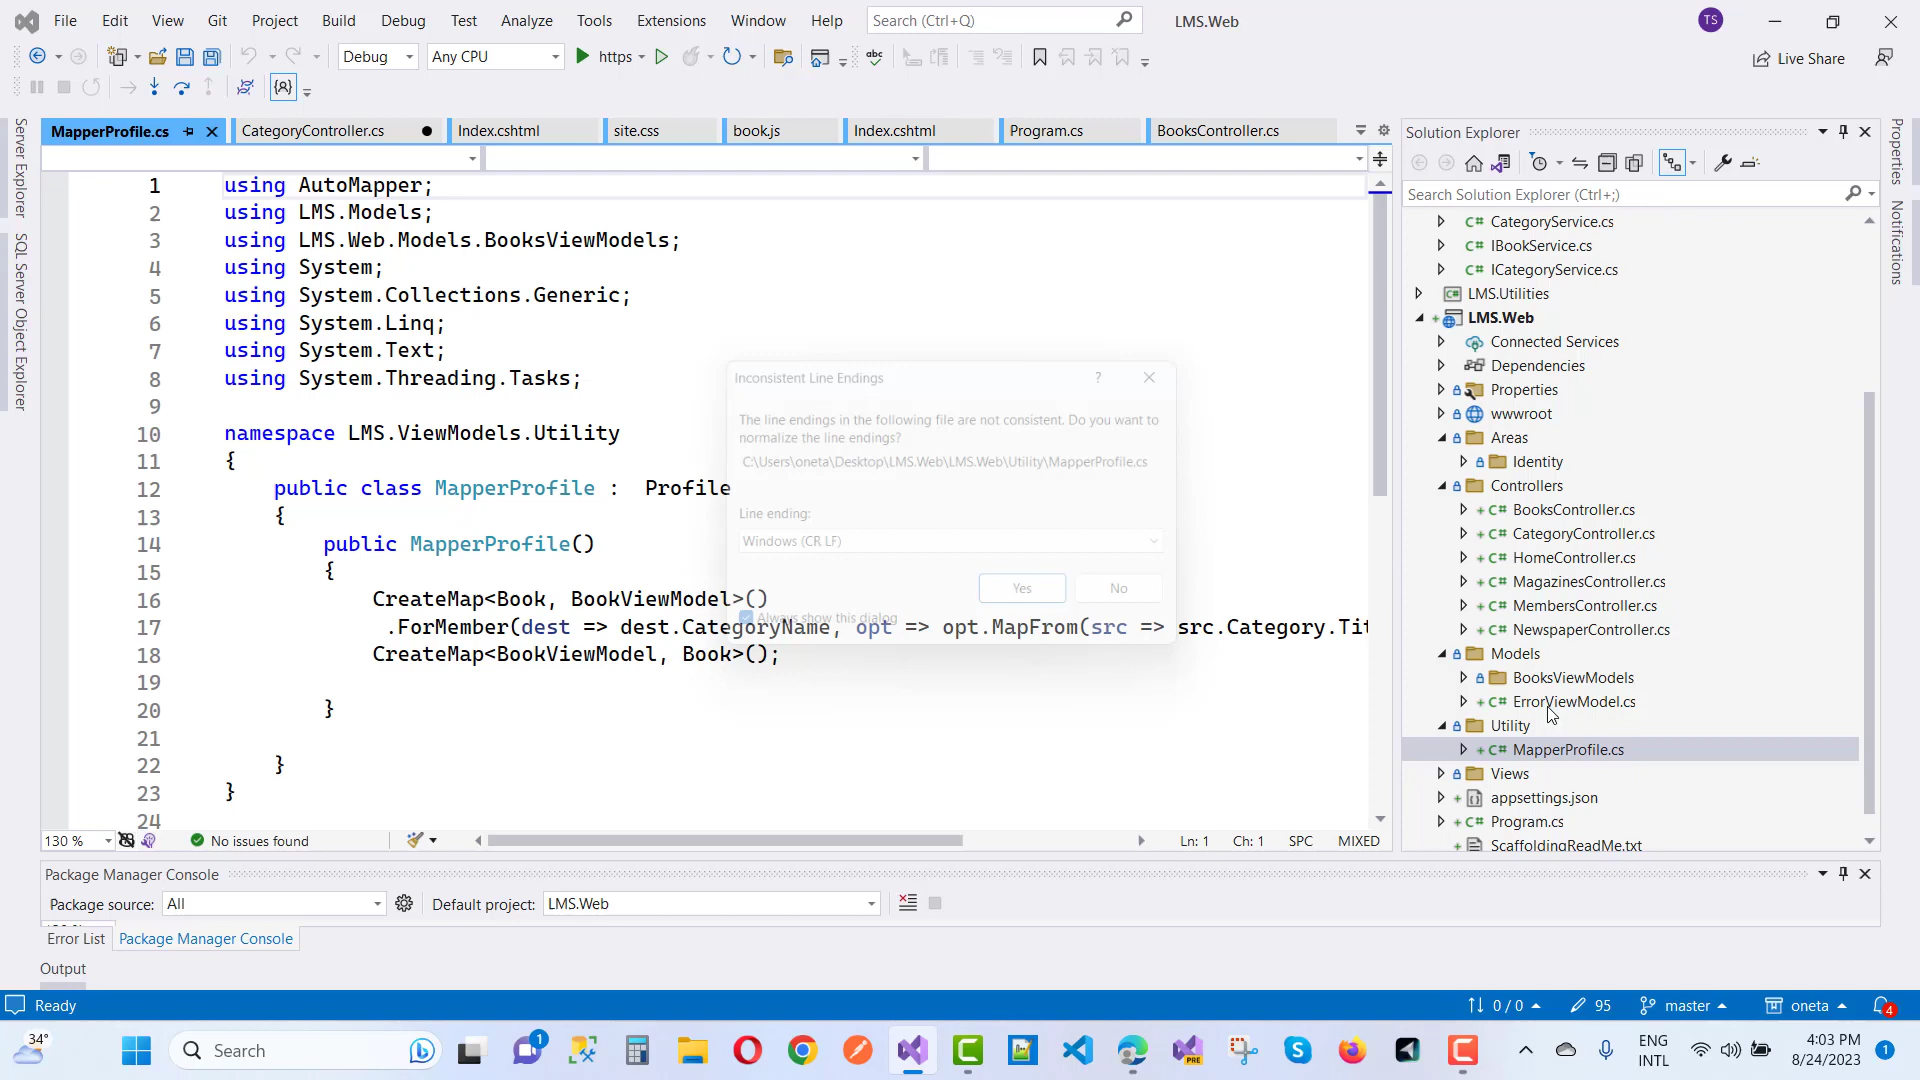 File Edit View Git Project Build Debug Test Analyze Tools Extensions Window Help Search (Ctrl+Q) LMS.Web TS
Debug Any CPU https Live Share
MapperProfile.cs CategoryController.cs Index.cshtml site.css book.js Index.cshtml Program.cs BooksController.cs
1 using AutoMapper;
2 using LMS.Models;
3 using LMS.Web.Models.BooksViewModels;
4 using System;
5 using System.Collections.Generic;
6 using System.Linq;
7 using System.Text;
8 using System.Threading.Tasks;
9
10 namespace LMS.ViewModels.Utility
11 {
12 public class MapperProfile : Profile
13 {
14 public MapperProfile()
15 {
16 CreateMap<Book, BookViewModel>()
17 .ForMember(dest => dest.CategoryName, opt => opt.MapFrom(src => src.Category.Tit
18 CreateMap<BookViewModel, Book>();
19
20 }
21
22 }
23 }
24
Inconsistent Line Endings ?
The line endings in the following file are not consistent. Do you want to
normalize the line endings?
C:\Users\oneta\Desktop\LMS.Web\LMS.Web\Utility\MapperProfile.cs
Line ending:
Windows (CR LF)
Yes No
Always show this dialog
130 % No issues found Ln: 1 Ch: 1 SPC MIXED
Server Explorer
SQL Server Object Explorer
Solution Explorer
Search Solution Explorer (Ctrl+;)
C# CategoryService.cs
C# IBookService.cs
C# ICategoryService.cs
C# LMS.Utilities
LMS.Web
Connected Services
Dependencies
Properties
wwwroot
Areas
Identity
Controllers
C# BooksController.cs
C# CategoryController.cs
C# HomeController.cs
C# MagazinesController.cs
C# MembersController.cs
C# NewspaperController.cs
Models
BooksViewModels
C# ErrorViewModel.cs
Utility
C# MapperProfile.cs
Views
appsettings.json
C# Program.cs
ScaffoldingReadMe.txt
Properties
Notifications
Package Manager Console
Package source: All Default project: LMS.Web
Error List Package Manager Console
Output
Ready 0 / 0 95 master oneta 4
34° Search 1 PRE ENG INTL 4:03 PM 8/24/2023 1